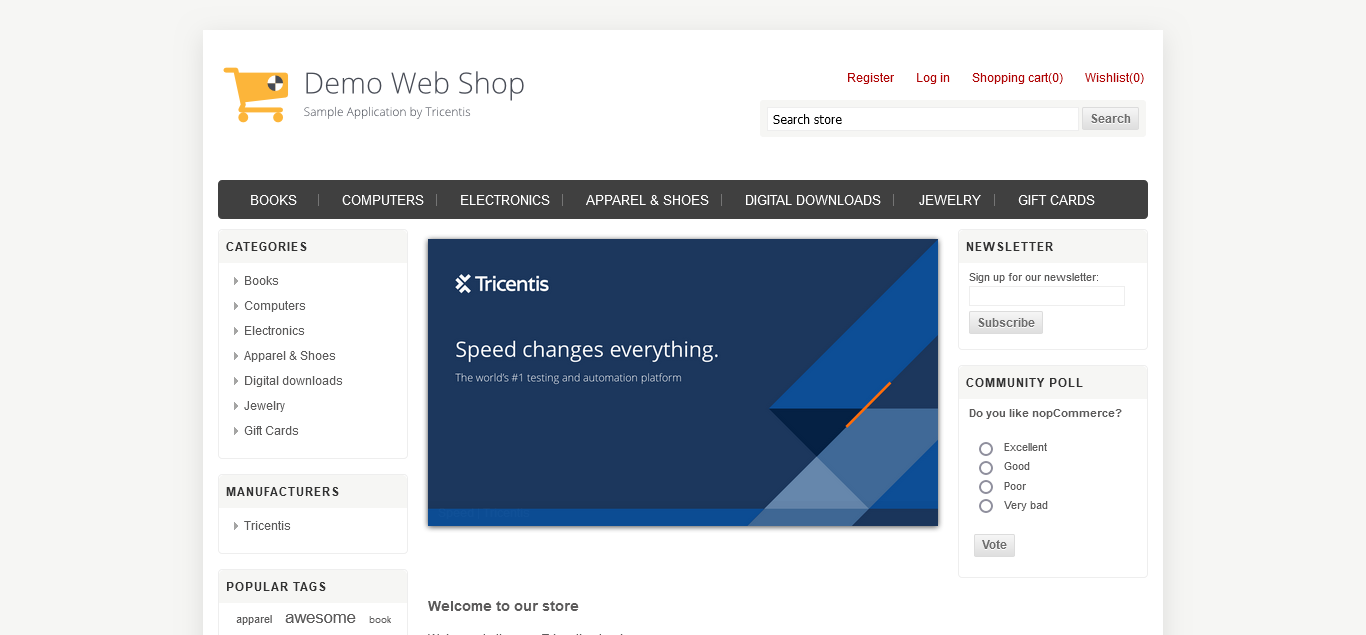 Demo Web Shop
Sample Application by Tricentis
Register Log in Shopping cart(0) Wishlist(0)
Search store Search
BOOKS COMPUTERS ELECTRONICS APPAREL & SHOES DIGITAL DOWNLOADS JEWELRY GIFT CARDS
CATEGORIES
Books
Computers
Electronics
Apparel & Shoes
Digital downloads
Jewelry
Gift Cards
MANUFACTURERS
Tricentis
POPULAR TAGS
apparel awesome book
Tricentis
Speed changes everything.
The world's #1 testing and automation platform
Welcome to our store
NEWSLETTER
Sign up for our newsletter:
Subscribe
COMMUNITY POLL
Do you like nopCommerce?
Excellent
Good
Poor
Very bad
Vote